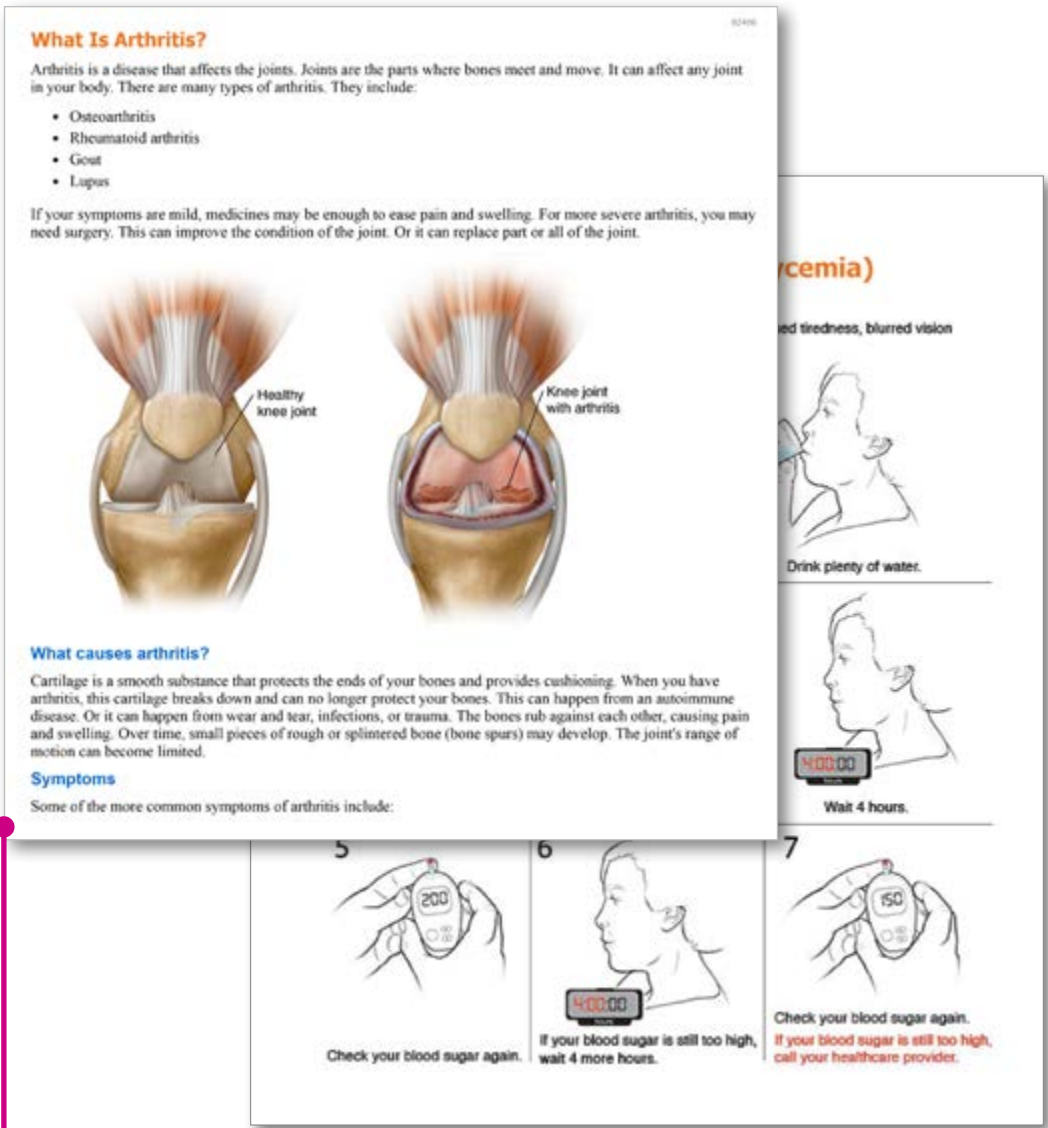 What Is Arthritis?
Arthritis is a disease that affects the joints. Joints are the parts where bones meet and move. It can affect any joint
in your body. There are many types of arthritis. They include:
• Osteoarthritis
• Rheumatoid arthritis
• Gout
• Lupus
If your symptoms are mild, medicines may be enough to ease pain and swelling. For more severe arthritis, you may
need surgery. This can improve the condition of the joint. Or it can replace part or all of the joint.
Healthy
knee joint
Knee joint
with arthritis
What causes arthritis?
Cartilage is a smooth substance that protects the ends of your bones and provides cushioning. When you have
arthritis, this cartilage breaks down and can no longer protect your bones. This can happen from an autoimmune
disease. Or it can happen from wear and tear, infections, or trauma. The bones rub against each other, causing pain
and swelling. Over time, small pieces of rough or splintered bone (bone spurs) may develop. The joint's range of
motion can become limited.
Symptoms
Some of the more common symptoms of arthritis include:
ycemia)
ed tiredness, blurred vision
Drink plenty of water.
4:00:00
Wait 4 hours.
5
200
Check your blood sugar again.
6
4:00:00
If your blood sugar is still too high,
wait 4 more hours.
7
150
Check your blood sugar again.
If your blood sugar is still too high,
call your healthcare provider.